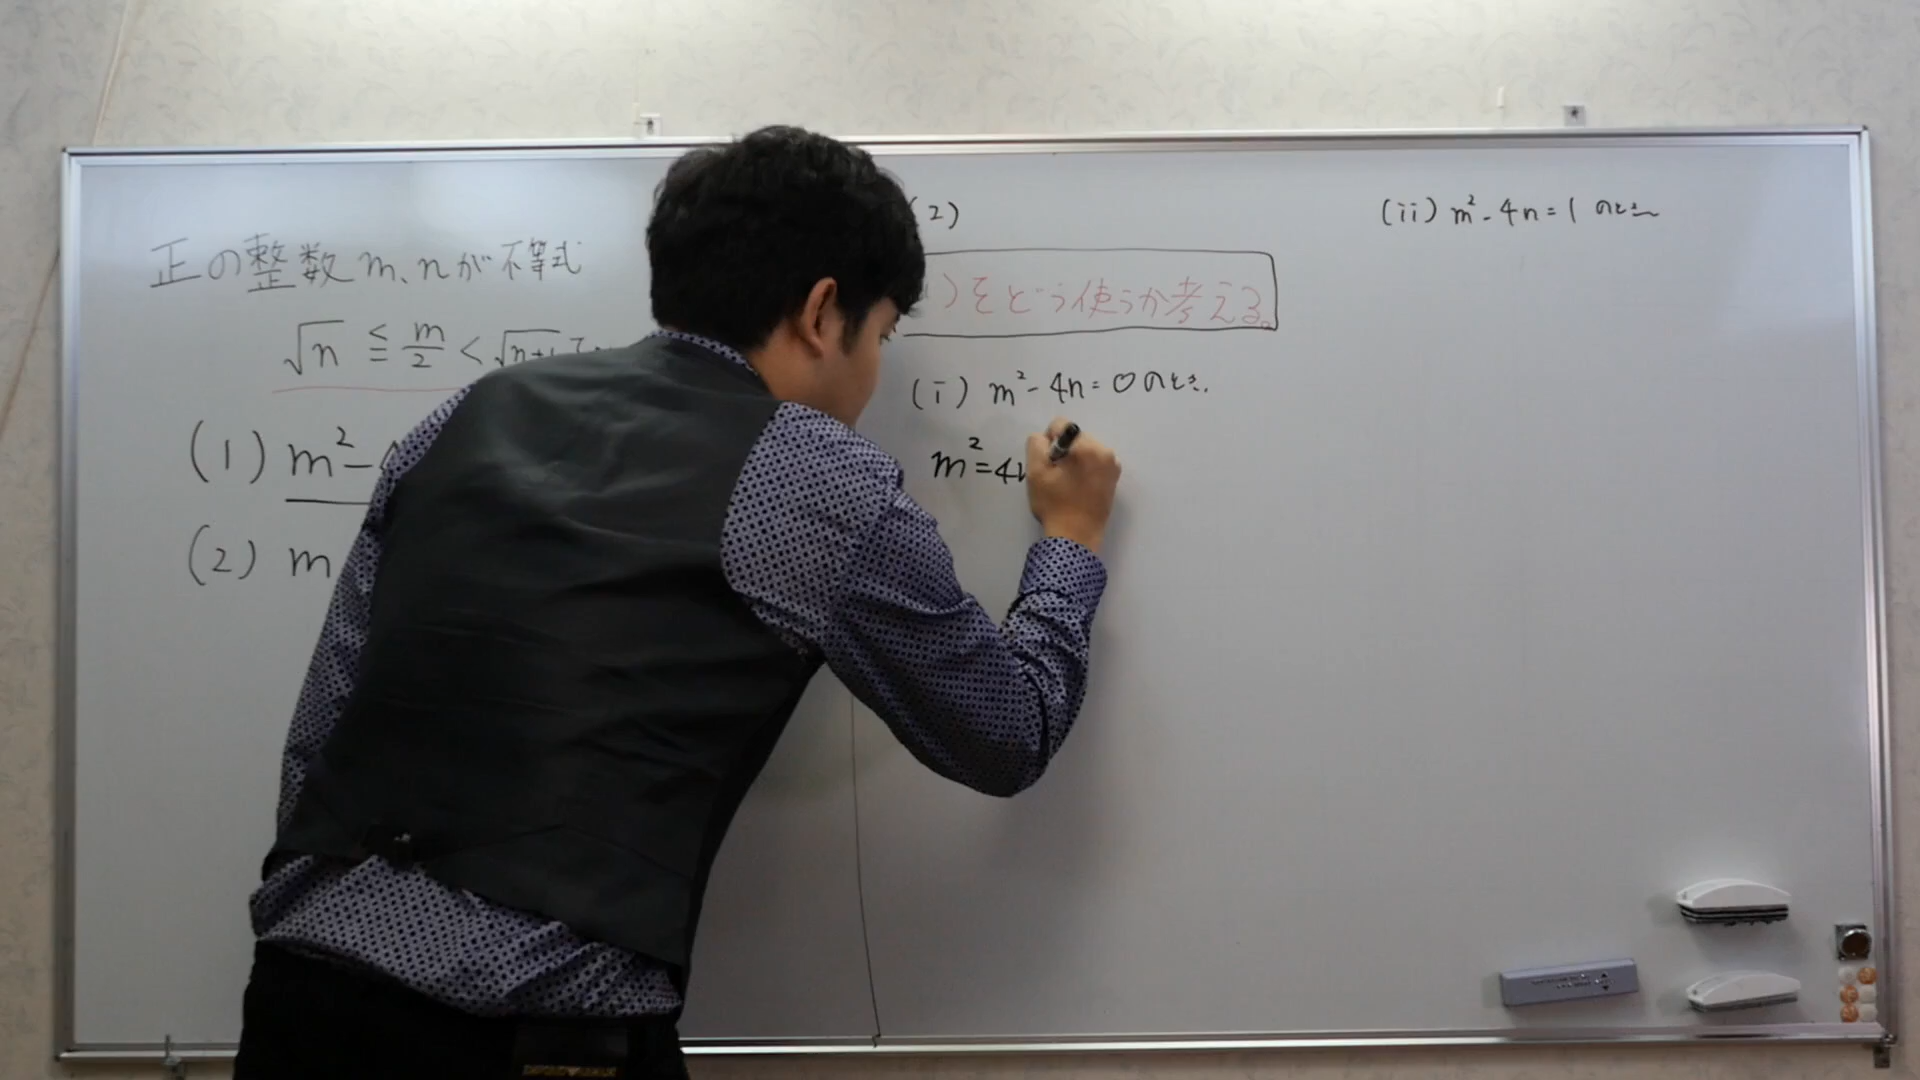 正の整数 m、nが不等式
√n ≦ m/2 < √n+1
(1) m²-
(2) m
2)
)をどう使うか考える。
(i) m²-4n=0のとき.
m²=4n
(ii) m²-4n=1のとき